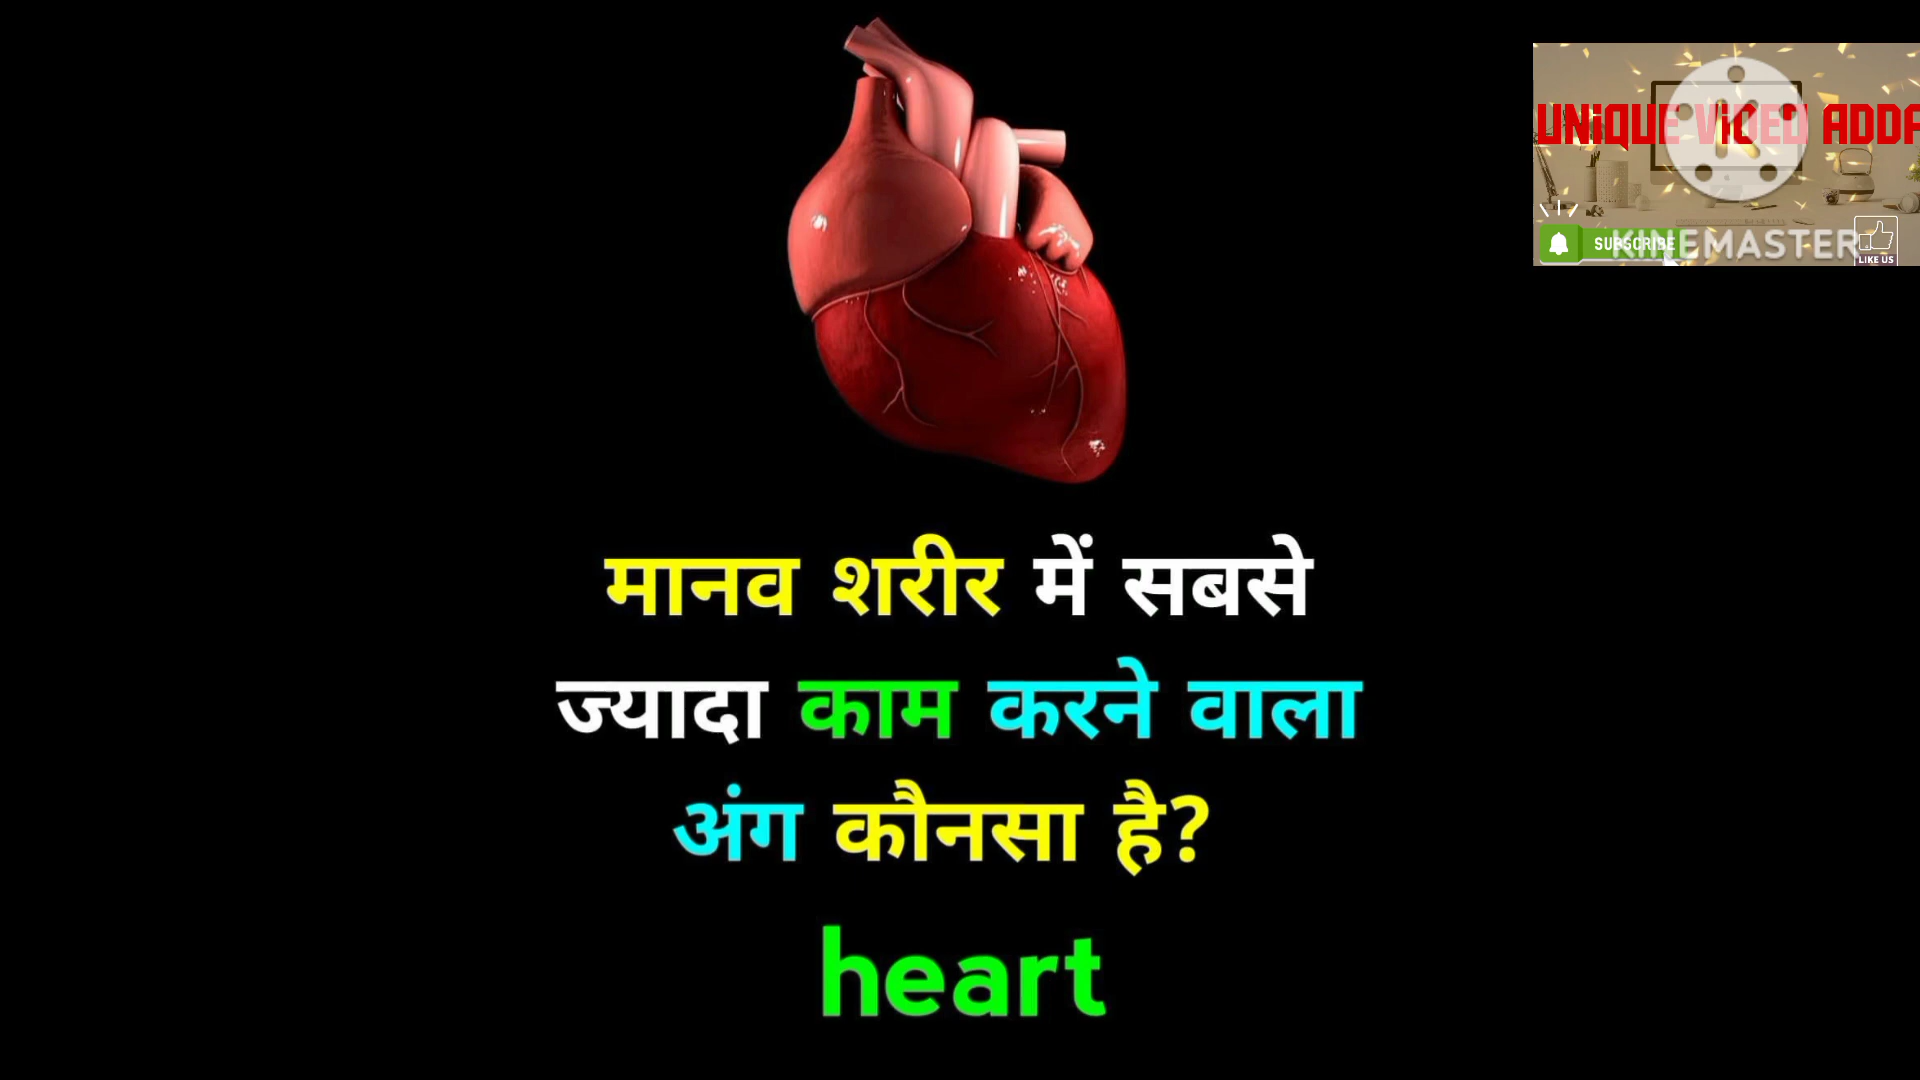 UNIQUE VIDEO ADDA
SUBSCRIBE
KINEMASTER
LIKE US
मानव शरीर में सबसे
ज्यादा काम करने वाला
अंग कौनसा है?
heart